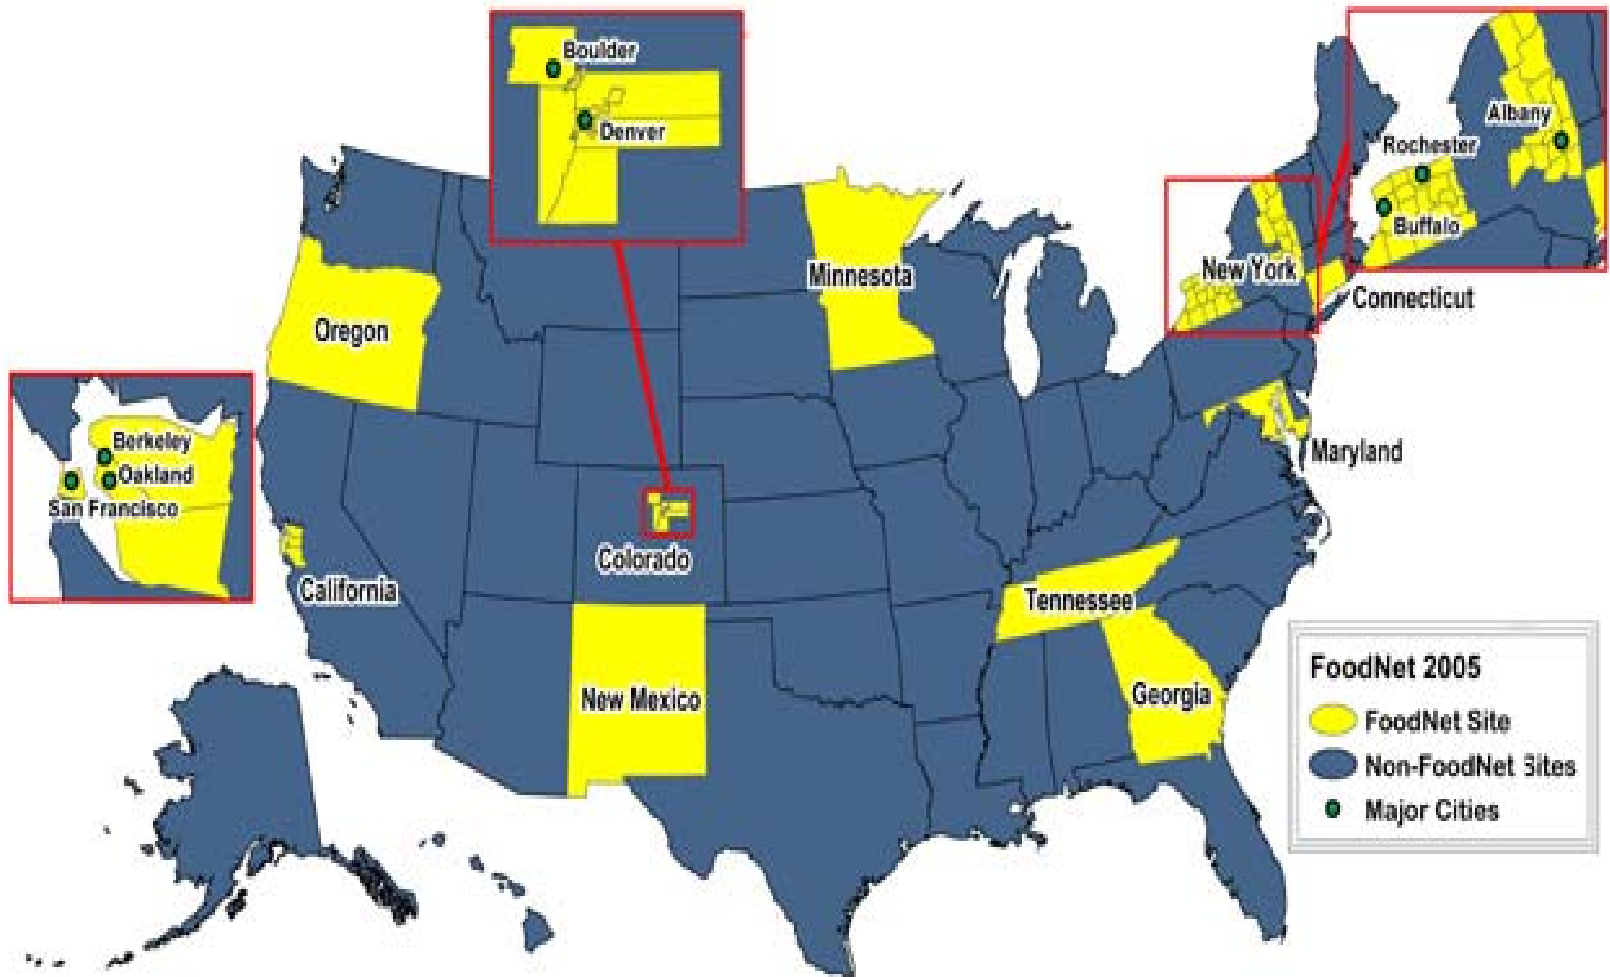 Boulder
Denver
Albany
Rochester
Buffalo
New York
Connecticut
Minnesota
Oregon
Berkeley
Oakland
San Francisco
Maryland
Colorado
California
Tennessee
New Mexico
Georgia
FoodNet 2005
FoodNet Site
Non-FoodNet Sites
Major Cities